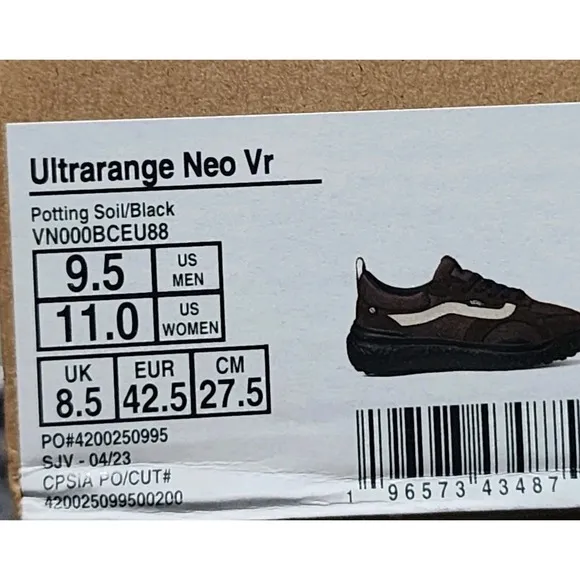 Ultrarange Neo Vr
Potting Soil/Black
VN000BCEU88
9.5 US MEN
11.0 US WOMEN
UK EUR CM
8.5 42.5 27.5
PO#4200250995
SJV - 04/23
CPSIA PO/CUT#
420025099500200
1 96573 43487